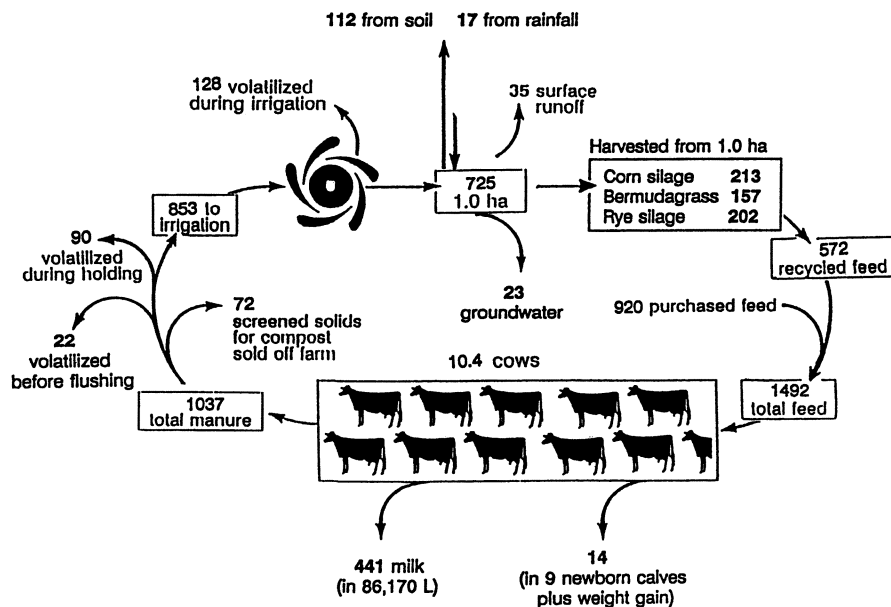 112 from soil 17 from rainfall
128 volatilized
during irrigation
35 surface
runoff
Harvested from 1.0 ha
Corn silage 213
Bermudagrass 157
Rye silage 202
725
1.0 ha
853 to
irrigation
90
volatilized
during holding
572
recycled feed
23
groundwater
72
screened solids
for compost
sold off farm
920 purchased feed
22
volatilized
before flushing
10.4 cows
1037
total manure
1492
total feed
441 milk
(in 86,170 L)
14
(in 9 newborn calves
plus weight gain)